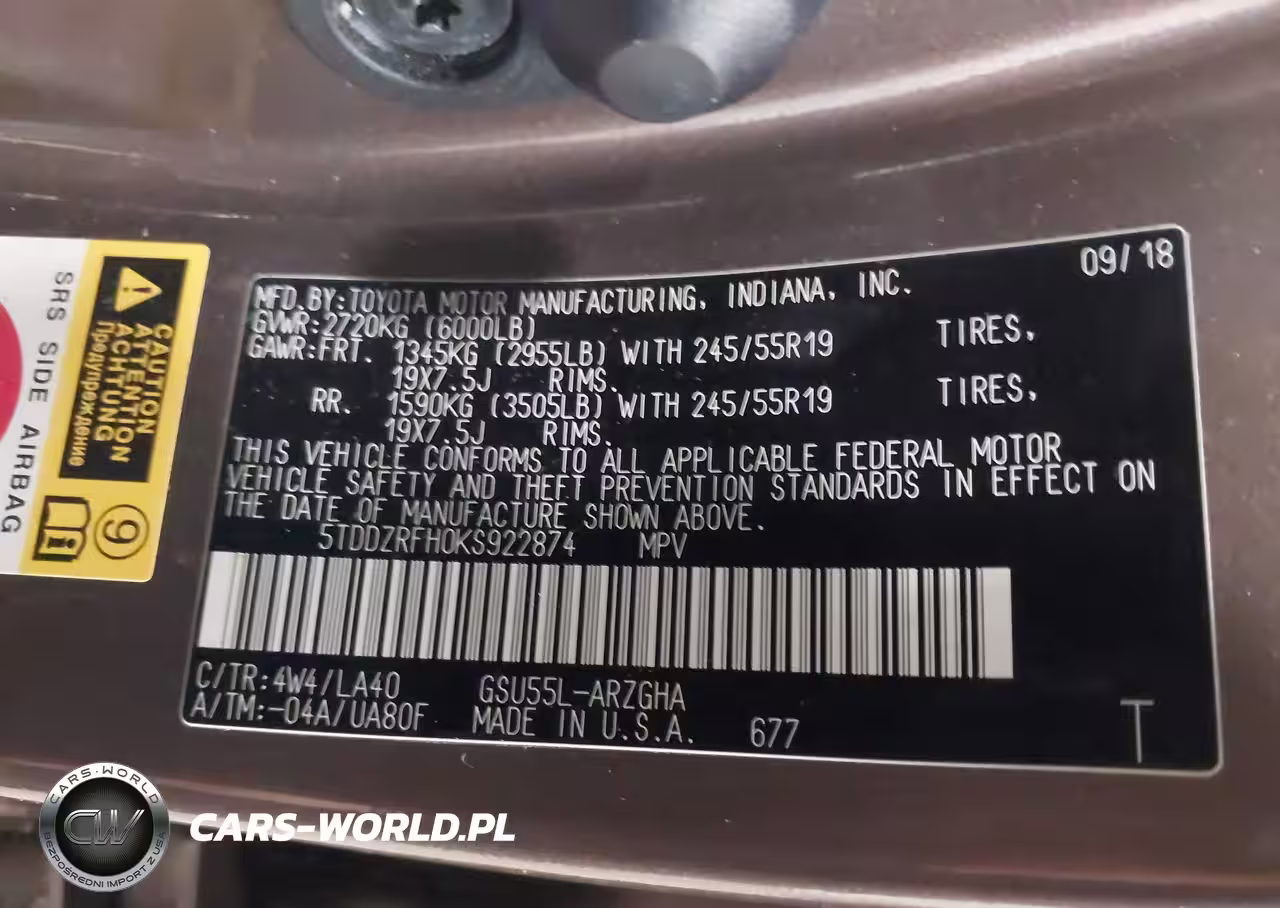 09/ 18
MFD.BY:TOYOTA MOTOR MANUFACTURING, INDIANA, INC.
GVWR:2720KG (6000LB)
GAWR:FRT. 1345KG (2955LB) WITH 245/55R19 TIRES,
19X7.5J RIMS.
RR. 1590KG (3505LB) WITH 245/55R19 TIRES,
19X7.5J RIMS.
THIS VEHICLE CONFORMS TO ALL APPLICABLE FEDERAL MOTOR
VEHICLE SAFETY AND THEFT PREVENTION STANDARDS IN EFFECT ON
THE DATE OF MANUFACTURE SHOWN ABOVE.
5TDDZRFH0KS922874 MPV
C/TR:4W4/LA40 GSU55L-ARZGHA
A/TM:-04A/UA80F MADE IN U.S.A. 677 T
CAUTION
ATTENTION
ACHTUNG
Предупреждение
SRS SIDE AIRBAG
9
CARS-WORLD
CW
BEZPOŚREDNI IMPORT Z USA
CARS-WORLD.PL